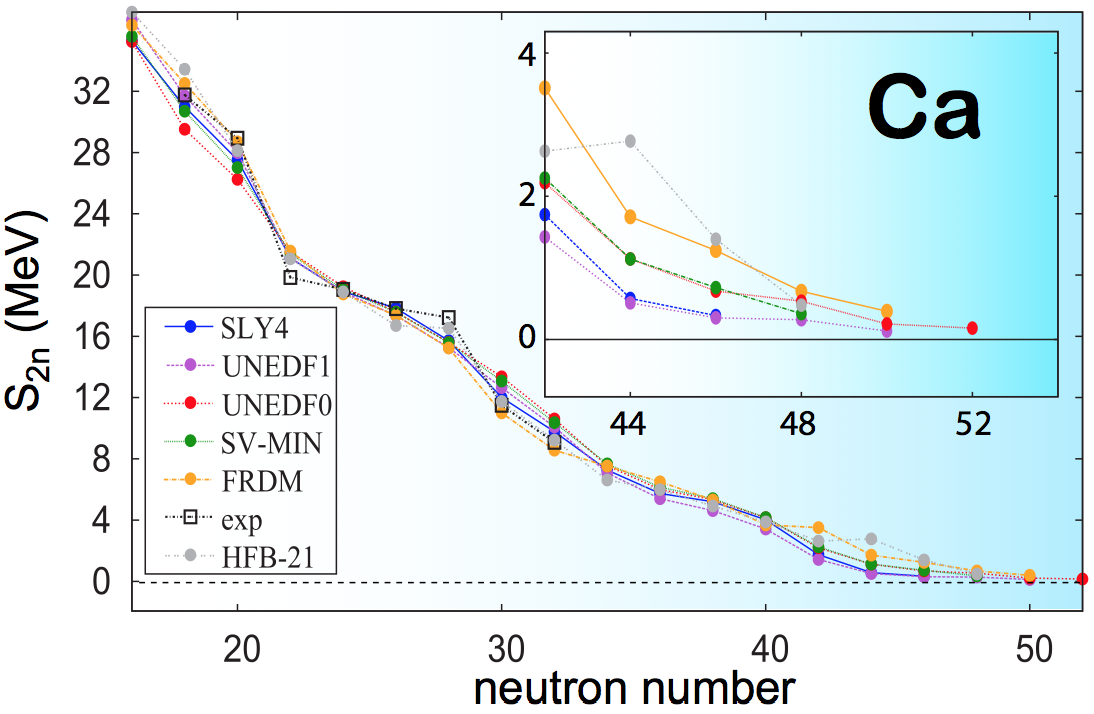 Ca
4
2
0
44
48
52
32
28
24
20
16
12
8
4
0
S2n (MeV)
SLY4
UNEDF1
UNEDF0
SV-MIN
FRDM
exp
HFB-21
20
30
40
50
neutron number